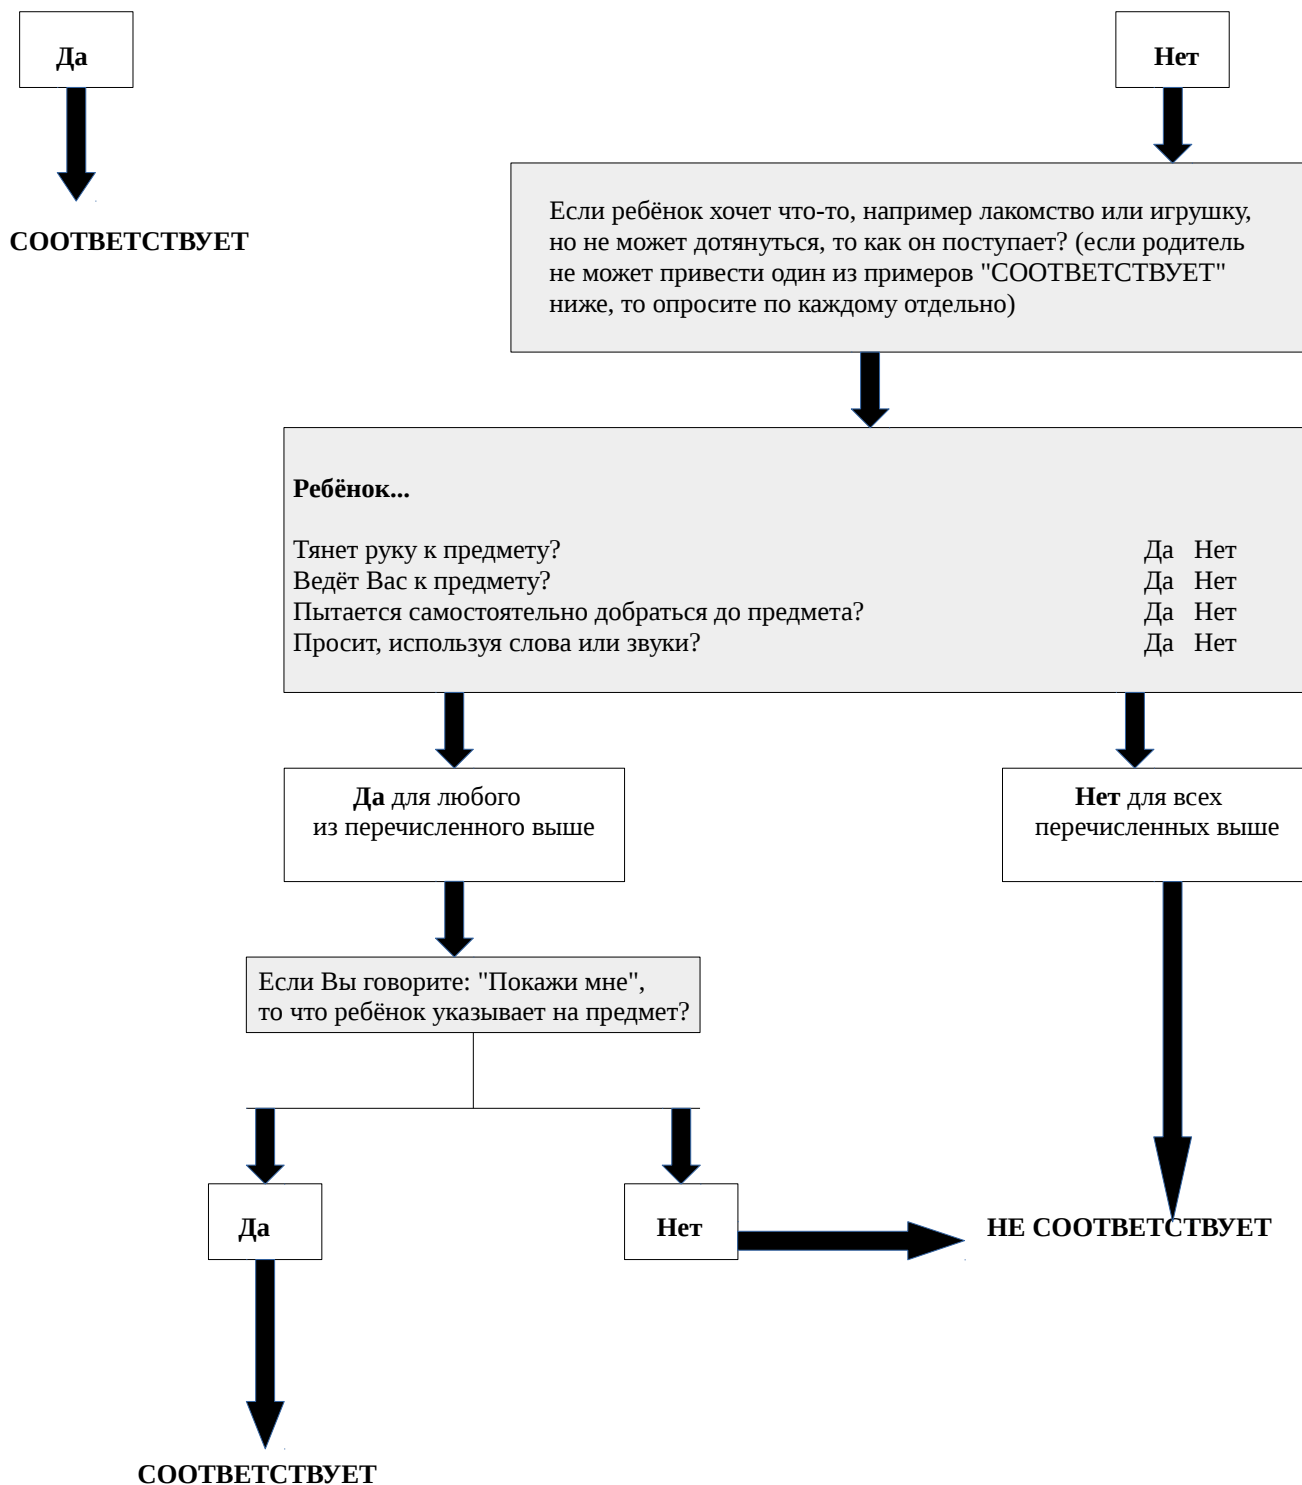 Да
Нет
СООТВЕТСТВУЕТ
Если ребёнок хочет что-то, например лакомство или игрушку,
но не может дотянуться, то как он поступает? (если родитель
не может привести один из примеров "СООТВЕТСТВУЕТ"
ниже, то опросите по каждому отдельно)
Ребёнок...
Тянет руку к предмету? Да Нет
Ведёт Вас к предмету? Да Нет
Пытается самостоятельно добраться до предмета? Да Нет
Просит, используя слова или звуки? Да Нет
Да для любого
из перечисленного выше
Нет для всех
перечисленных выше
Если Вы говорите: "Покажи мне",
то что ребёнок указывает на предмет?
Да
Нет
НЕ СООТВЕТСТВУЕТ
СООТВЕТСТВУЕТ